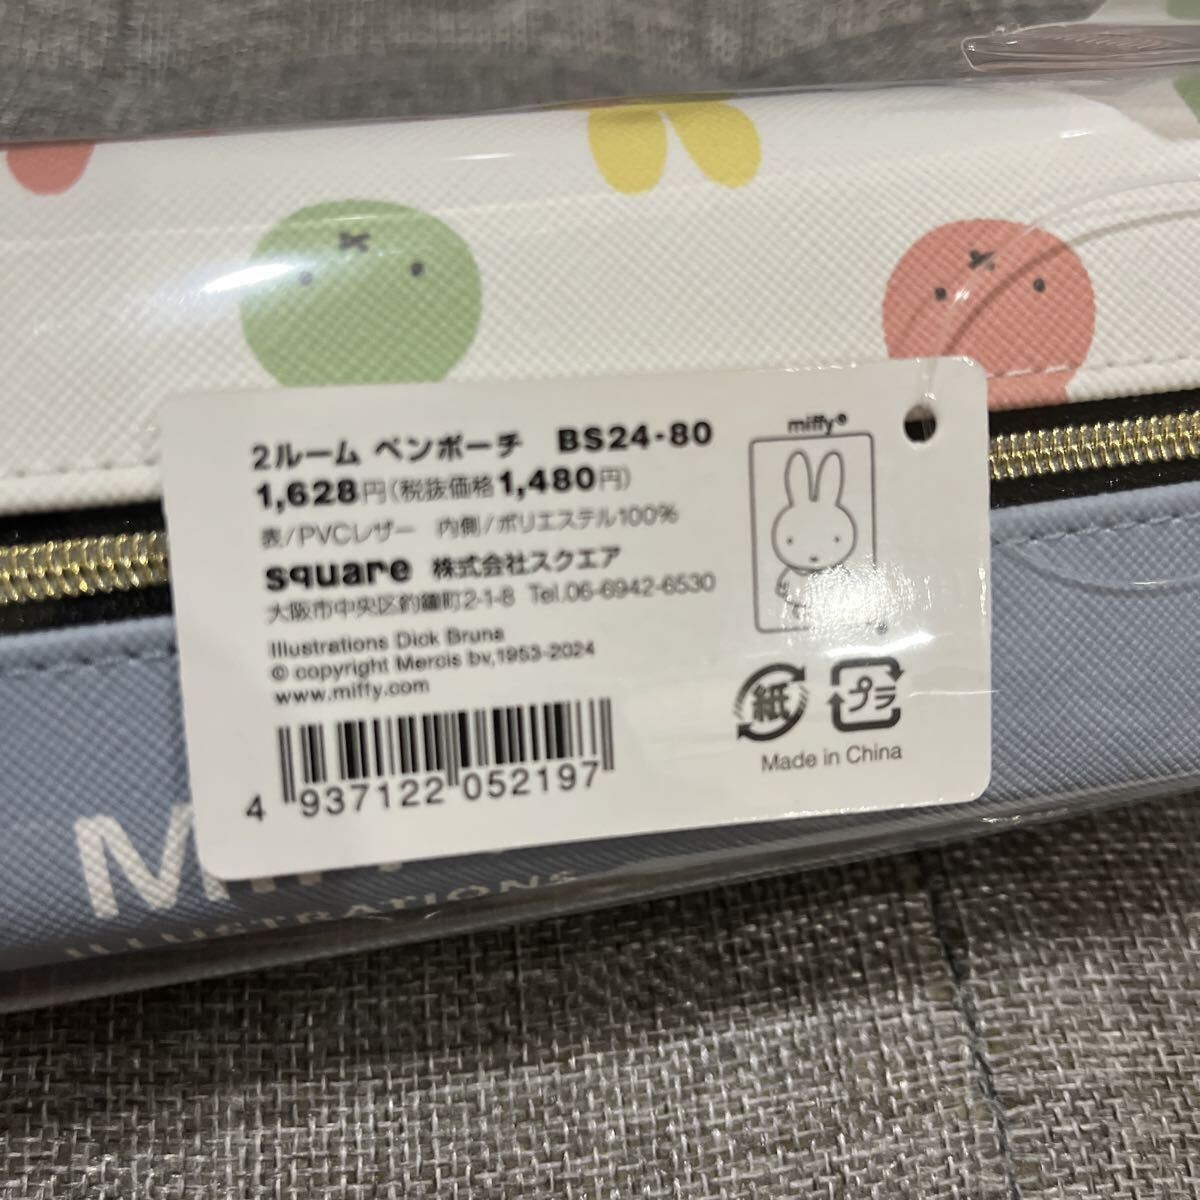 2ルーム ペンポーチ BS24-80
1,628円(税抜価格1,480円)
表/PVCレザー 内側/ポリエステル100%
square 株式会社スクエア
大阪市中央区釣鐘町2-1-8 Tel.06-6942-6530
Illustrations Dick Bruna
© copyright Mercis bv,1953-2024
www.miffy.com
4 937122 052197
miffy®
紙 プラ
Made in China
ILLUSTRATIONS